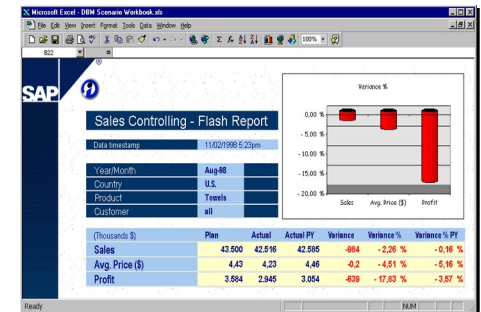 Microsoft Excel - DBM Scenario Workbook.xls
File Edit View Insert Format Tools Data Window Help
100%
B22 =
SAP
Sales Controlling - Flash Report
Data timestamp 11/02/1998 5:23pm
Year/Month Aug-98
Country U.S.
Product Towels
Customer all
Variance %
0,00 %
- 5,00 %
- 10,00 %
- 15,00 %
- 20,00 %
Sales Avg. Price ($) Profit
(Thousands $) Plan Actual Actual PY Variance Variance % Variance % PY
Sales 43.500 42.516 42.585 -984 - 2,26 % - 0,16 %
Avg. Price ($) 4,43 4,23 4,46 -0,2 - 4,51 % - 5,16 %
Profit 3.584 2.945 3.054 -639 - 17,83 % - 3,57 %
Ready NUM